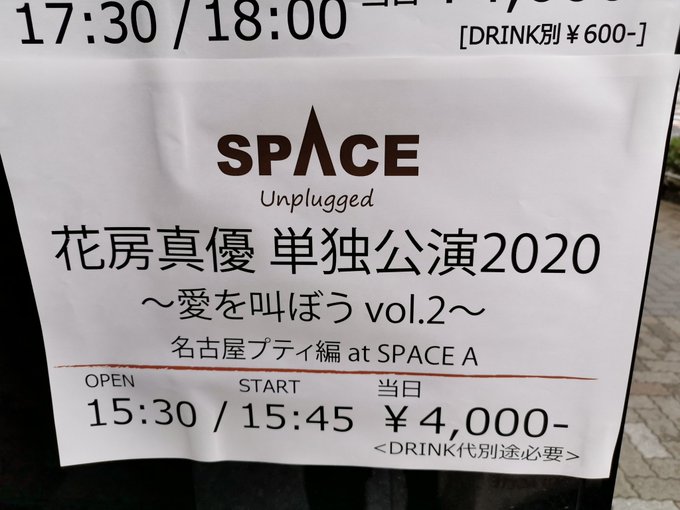 17:30 / 18:00 当日
[DRINK別¥600-]
SPACE
Unplugged
花房真優 単独公演2020
~愛を叫ぼう vol.2~
名古屋プティ編 at SPACE A
OPEN START 当日
15:30 / 15:45 ¥4,000-
<DRINK代別途必要>